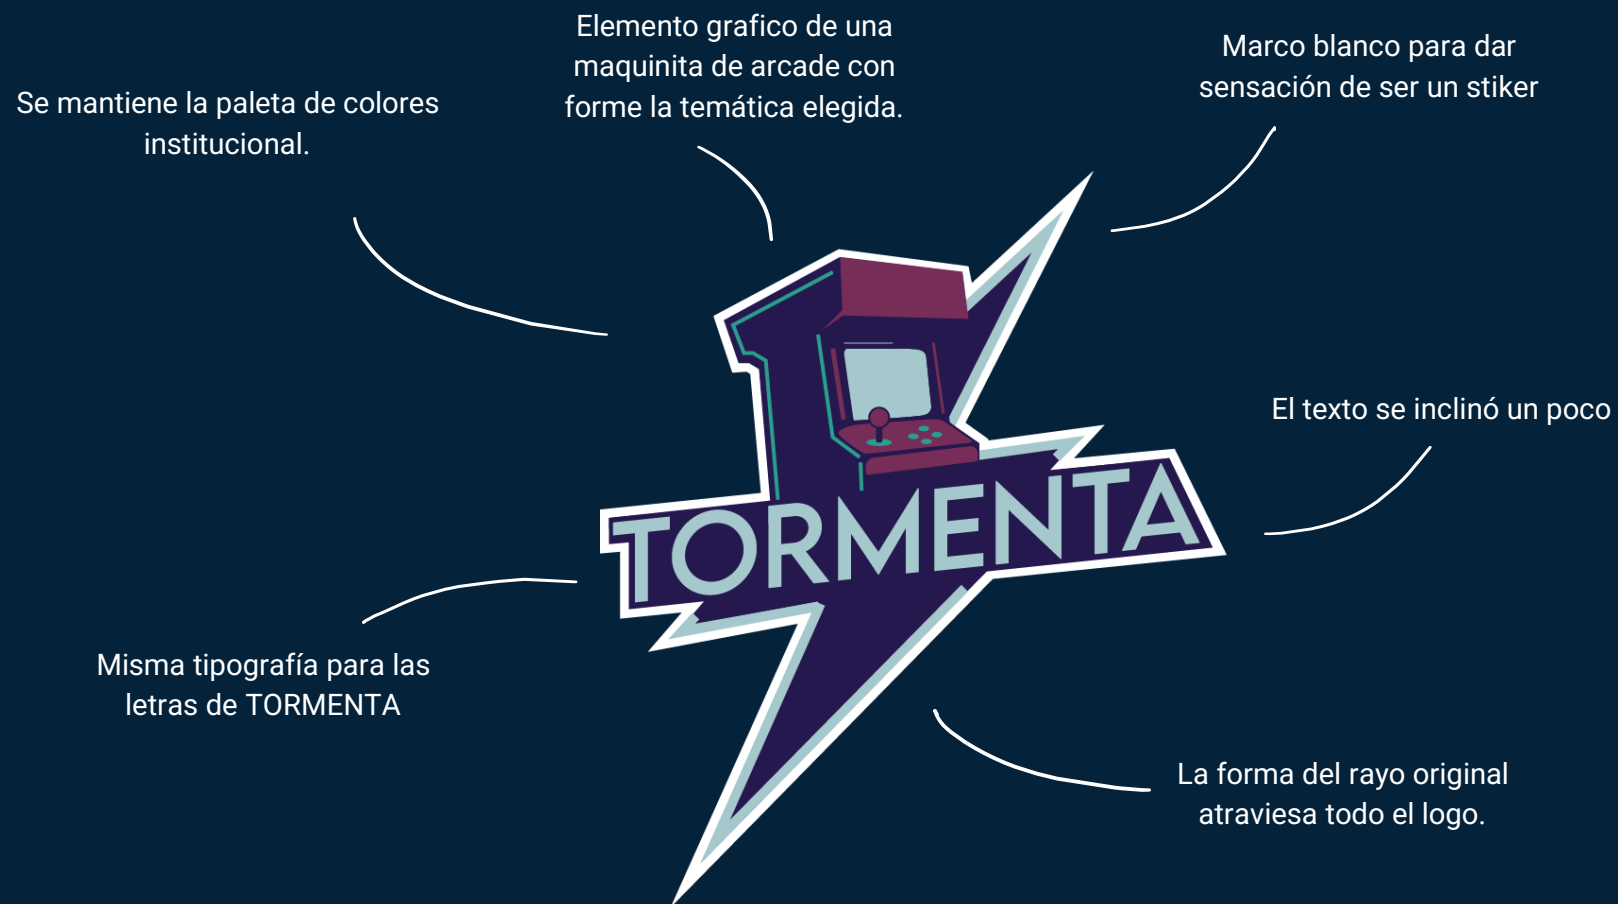 Elemento grafico de una
maquinita de arcade con
forme la temática elegida.
Marco blanco para dar
sensación de ser un stiker
Se mantiene la paleta de colores
institucional.
El texto se inclinó un poco
TORMENTA
Misma tipografía para las
letras de TORMENTA
La forma del rayo original
atraviesa todo el logo.